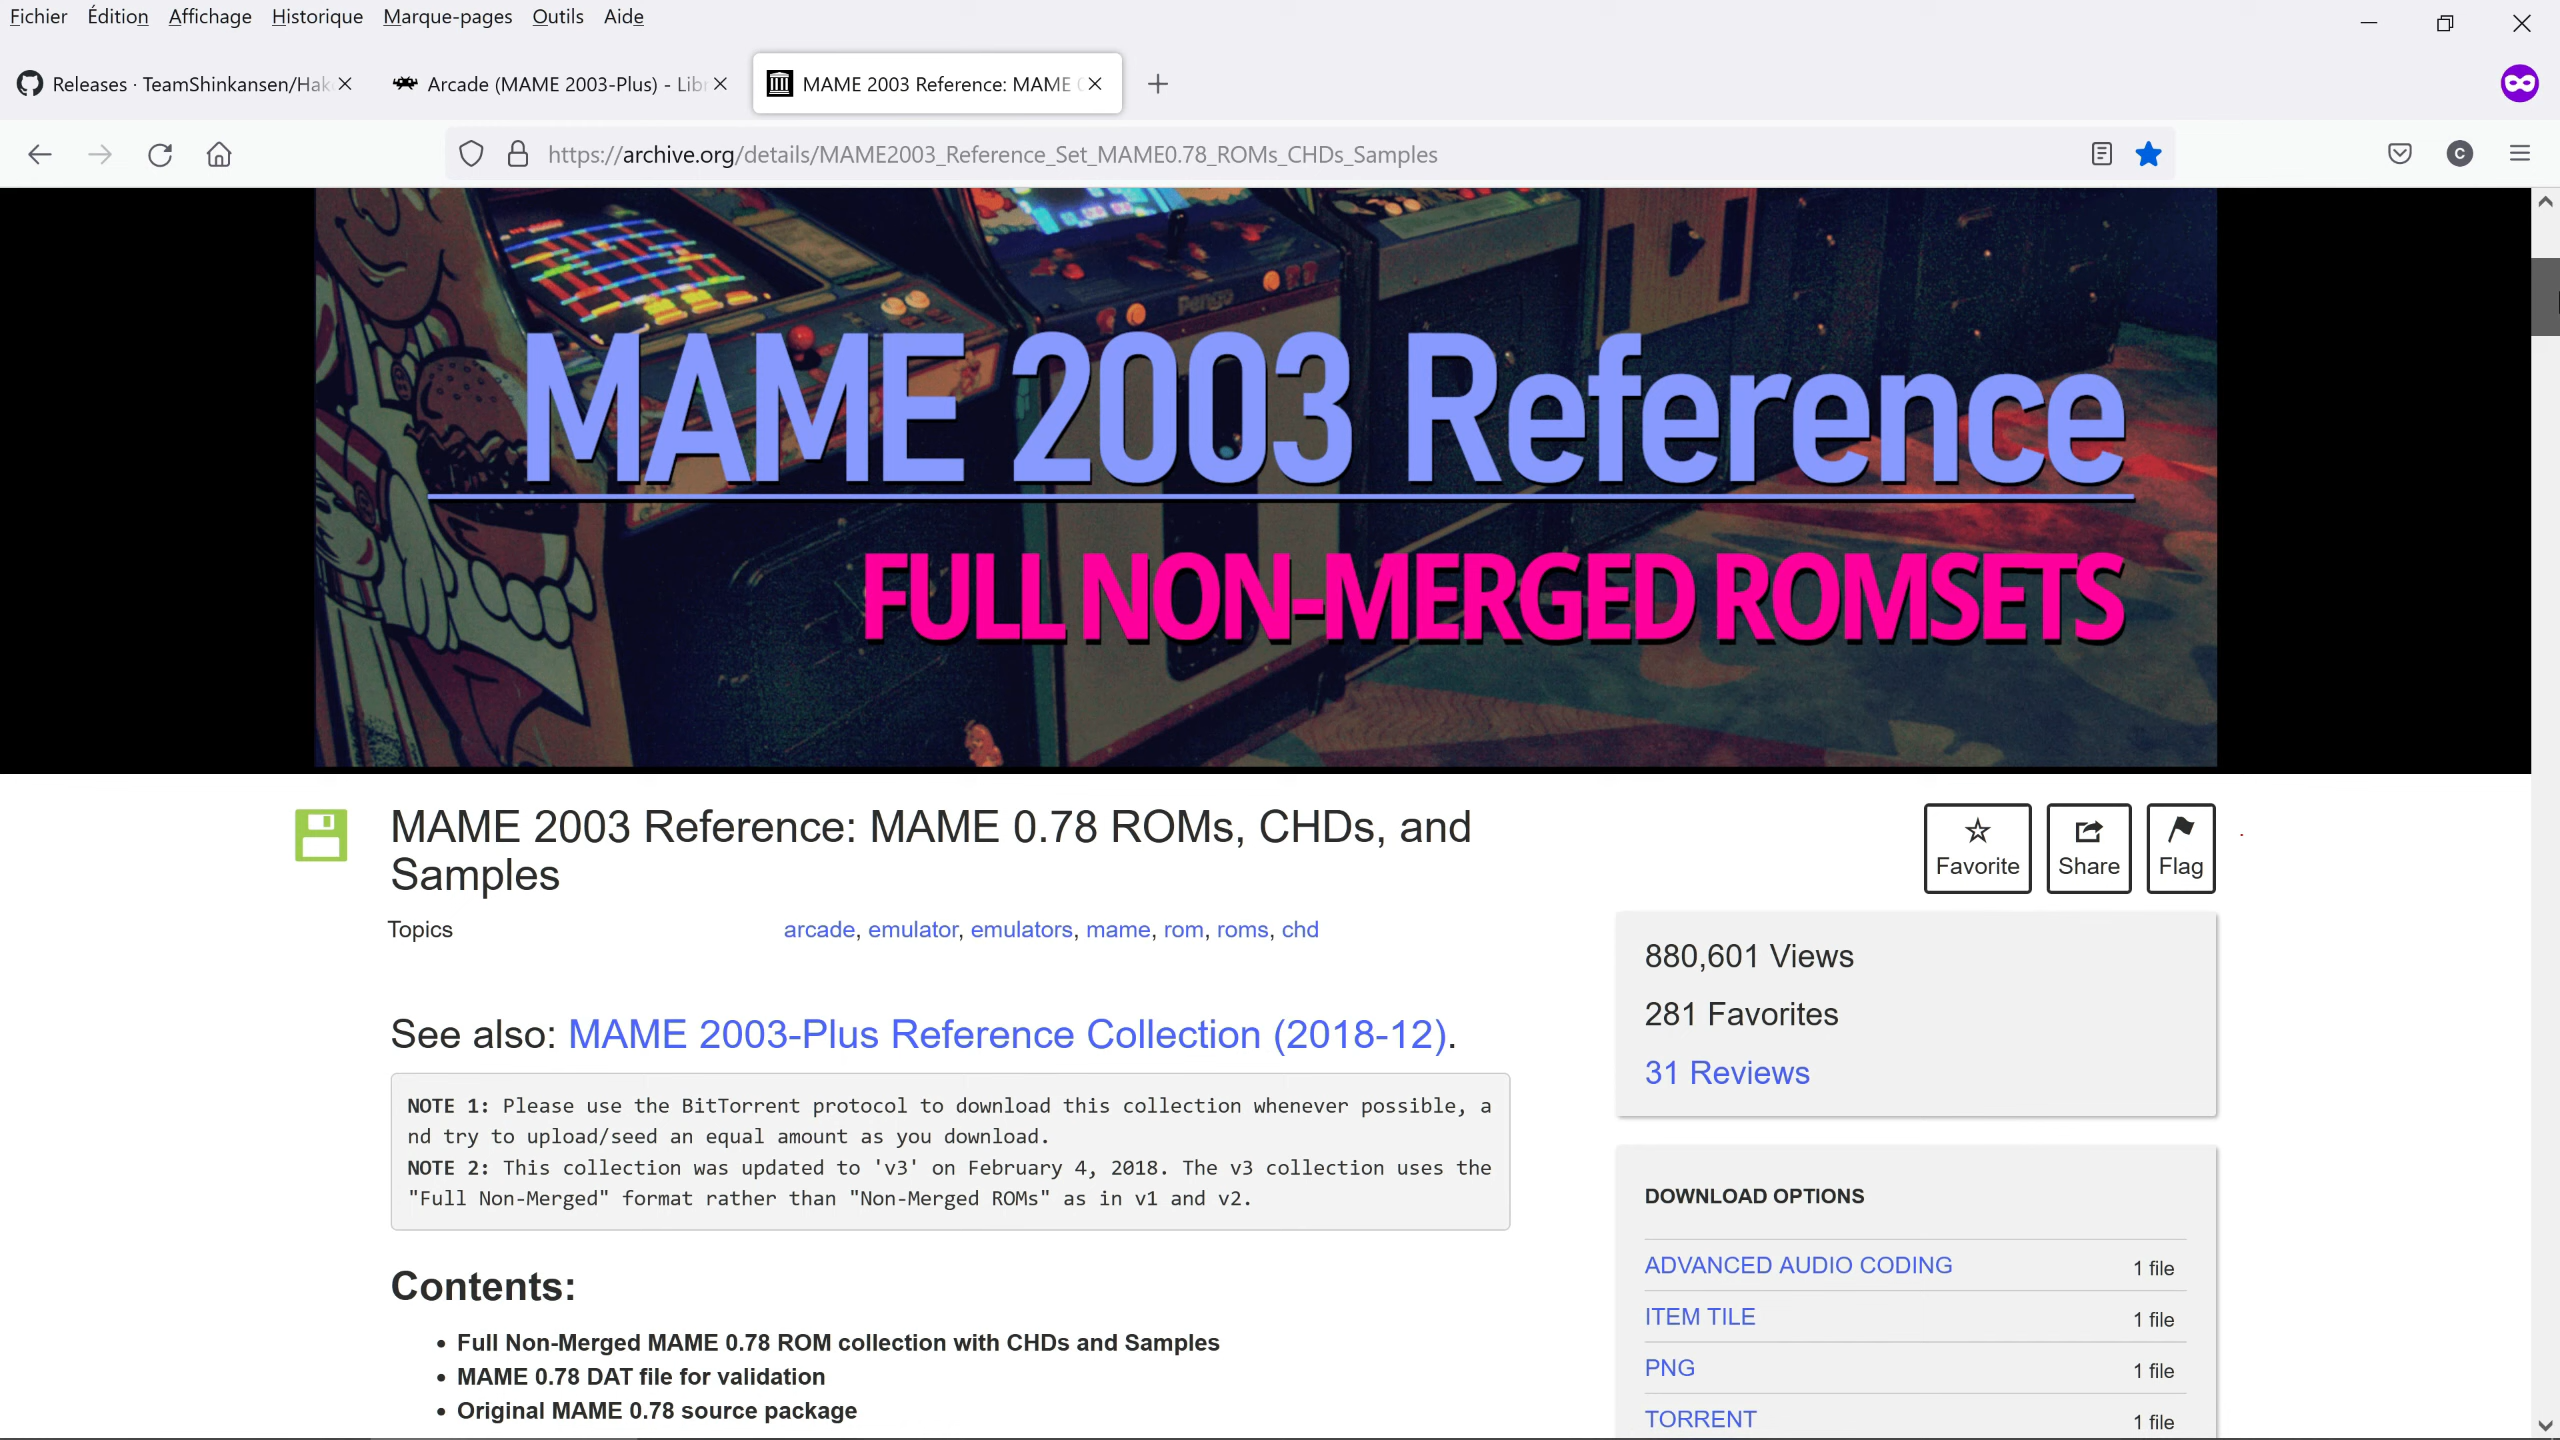 Fichier Édition Affichage Historique Marque-pages Outils Aide
Releases · TeamShinkansen/Hak
Arcade (MAME 2003-Plus) - Lib
MAME 2003 Reference: MAME
https://archive.org/details/MAME2003_Reference_Set_MAME0.78_ROMs_CHDs_Samples
C
Pengo
MAME 2003 Reference
FULL NON-MERGED ROMSETS
MAME 2003 Reference: MAME 0.78 ROMs, CHDs, and
Samples
Favorite Share Flag
Topics arcade, emulator, emulators, mame, rom, roms, chd
880,601 Views
281 Favorites
31 Reviews
See also: MAME 2003-Plus Reference Collection (2018-12).
NOTE 1: Please use the BitTorrent protocol to download this collection whenever possible, a
nd try to upload/seed an equal amount as you download.
NOTE 2: This collection was updated to 'v3' on February 4, 2018. The v3 collection uses the
"Full Non-Merged" format rather than "Non-Merged ROMs" as in v1 and v2.
Contents:
• Full Non-Merged MAME 0.78 ROM collection with CHDs and Samples
• MAME 0.78 DAT file for validation
• Original MAME 0.78 source package
DOWNLOAD OPTIONS
ADVANCED AUDIO CODING 1 file
ITEM TILE 1 file
PNG 1 file
TORRENT 1 file